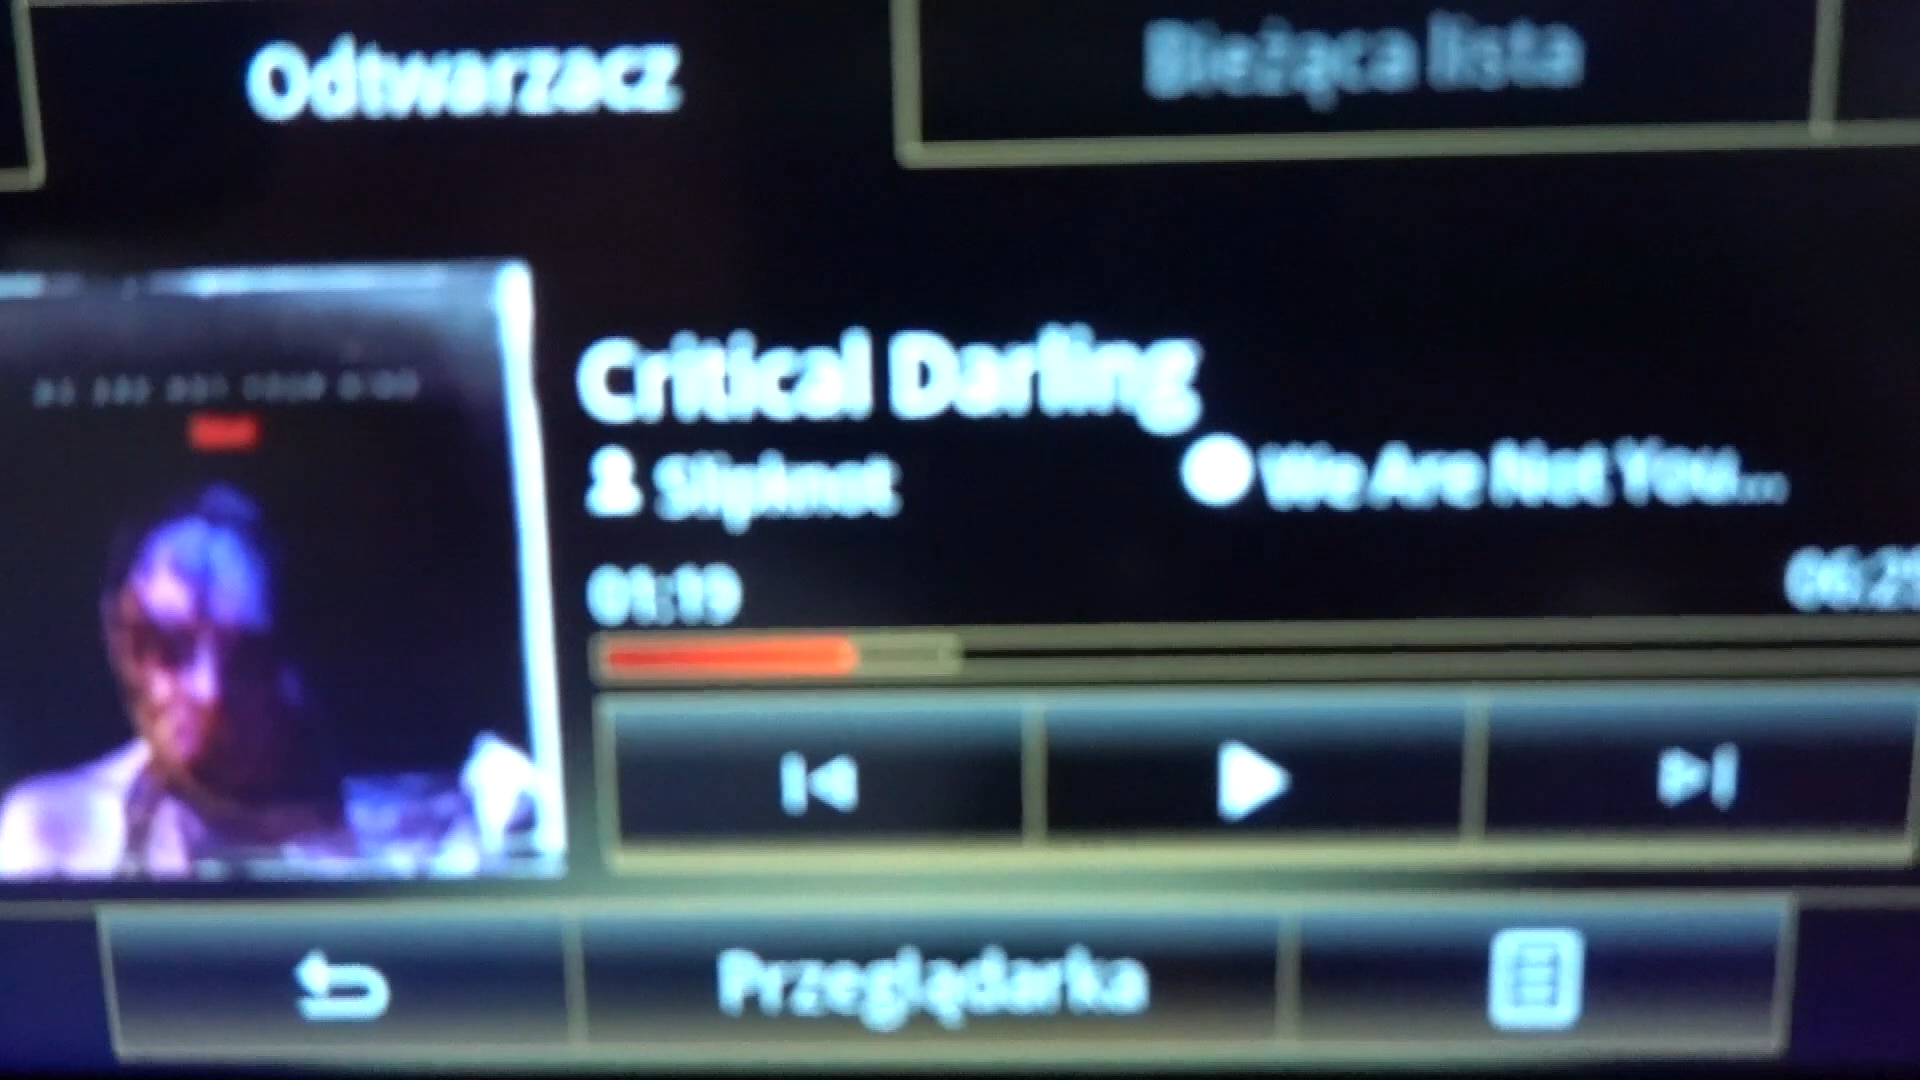 Odtwarzacz
Bieżąca lista
Critical Darling
Slipknot
We Are Not You...
01:19
Przeglądarka